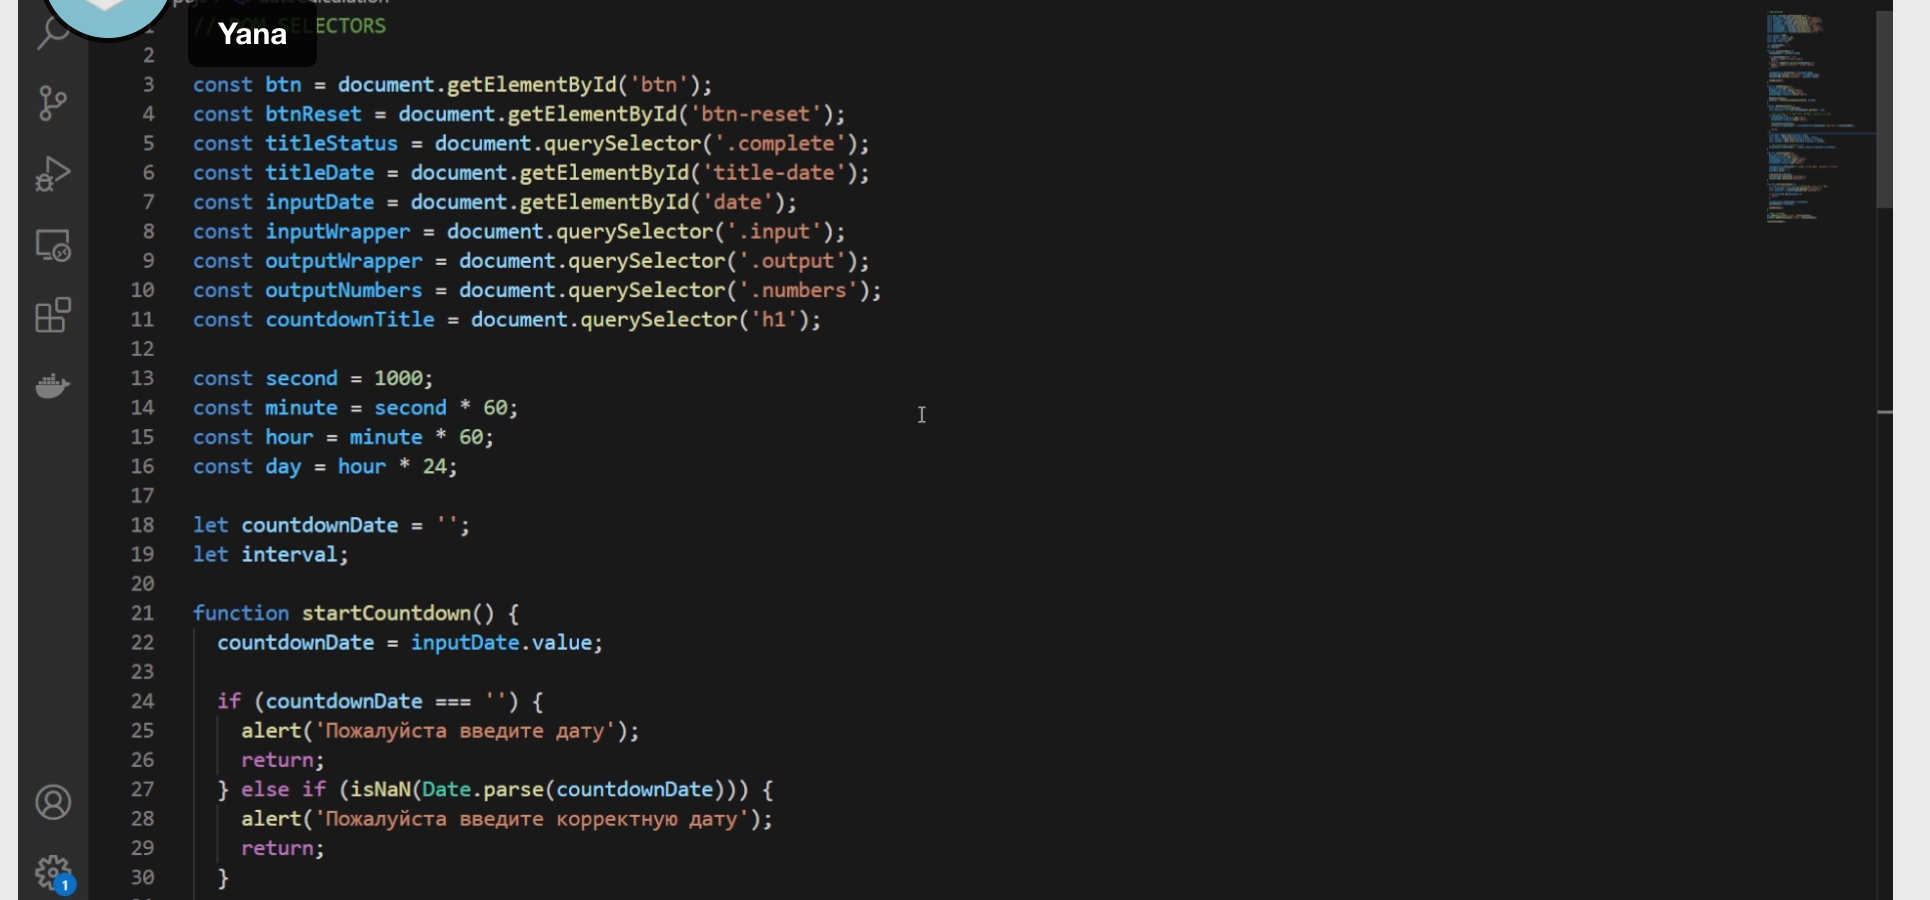 Yana
1 // DOM SELECTORS
2
3 const btn = document.getElementById('btn');
4 const btnReset = document.getElementById('btn-reset');
5 const titleStatus = document.querySelector('.complete');
6 const titleDate = document.getElementById('title-date');
7 const inputDate = document.getElementById('date');
8 const inputWrapper = document.querySelector('.input');
9 const outputWrapper = document.querySelector('.output');
10 const outputNumbers = document.querySelector('.numbers');
11 const countdownTitle = document.querySelector('h1');
12
13 const second = 1000;
14 const minute = second * 60;
15 const hour = minute * 60;
16 const day = hour * 24;
17
18 let countdownDate = '';
19 let interval;
20
21 function startCountdown() {
22 countdownDate = inputDate.value;
23
24 if (countdownDate === '') {
25 alert('Пожалуйста введите дату');
26 return;
27 } else if (isNaN(Date.parse(countdownDate))) {
28 alert('Пожалуйста введите корректную дату');
29 return;
30 }
1